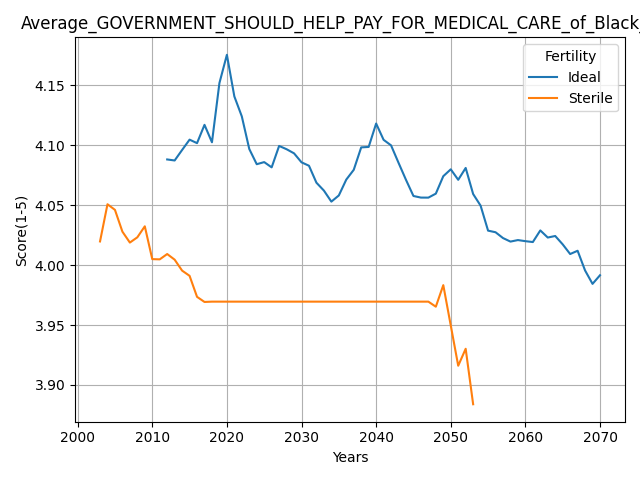 Average_GOVERNMENT_SHOULD_HELP_PAY_FOR_MEDICAL_CARE_of_Black
Fertility
Ideal
Sterile
Score(1-5)
4.15
4.10
4.05
4.00
3.95
3.90
2000 2010 2020 2030 2040 2050 2060 2070
Years